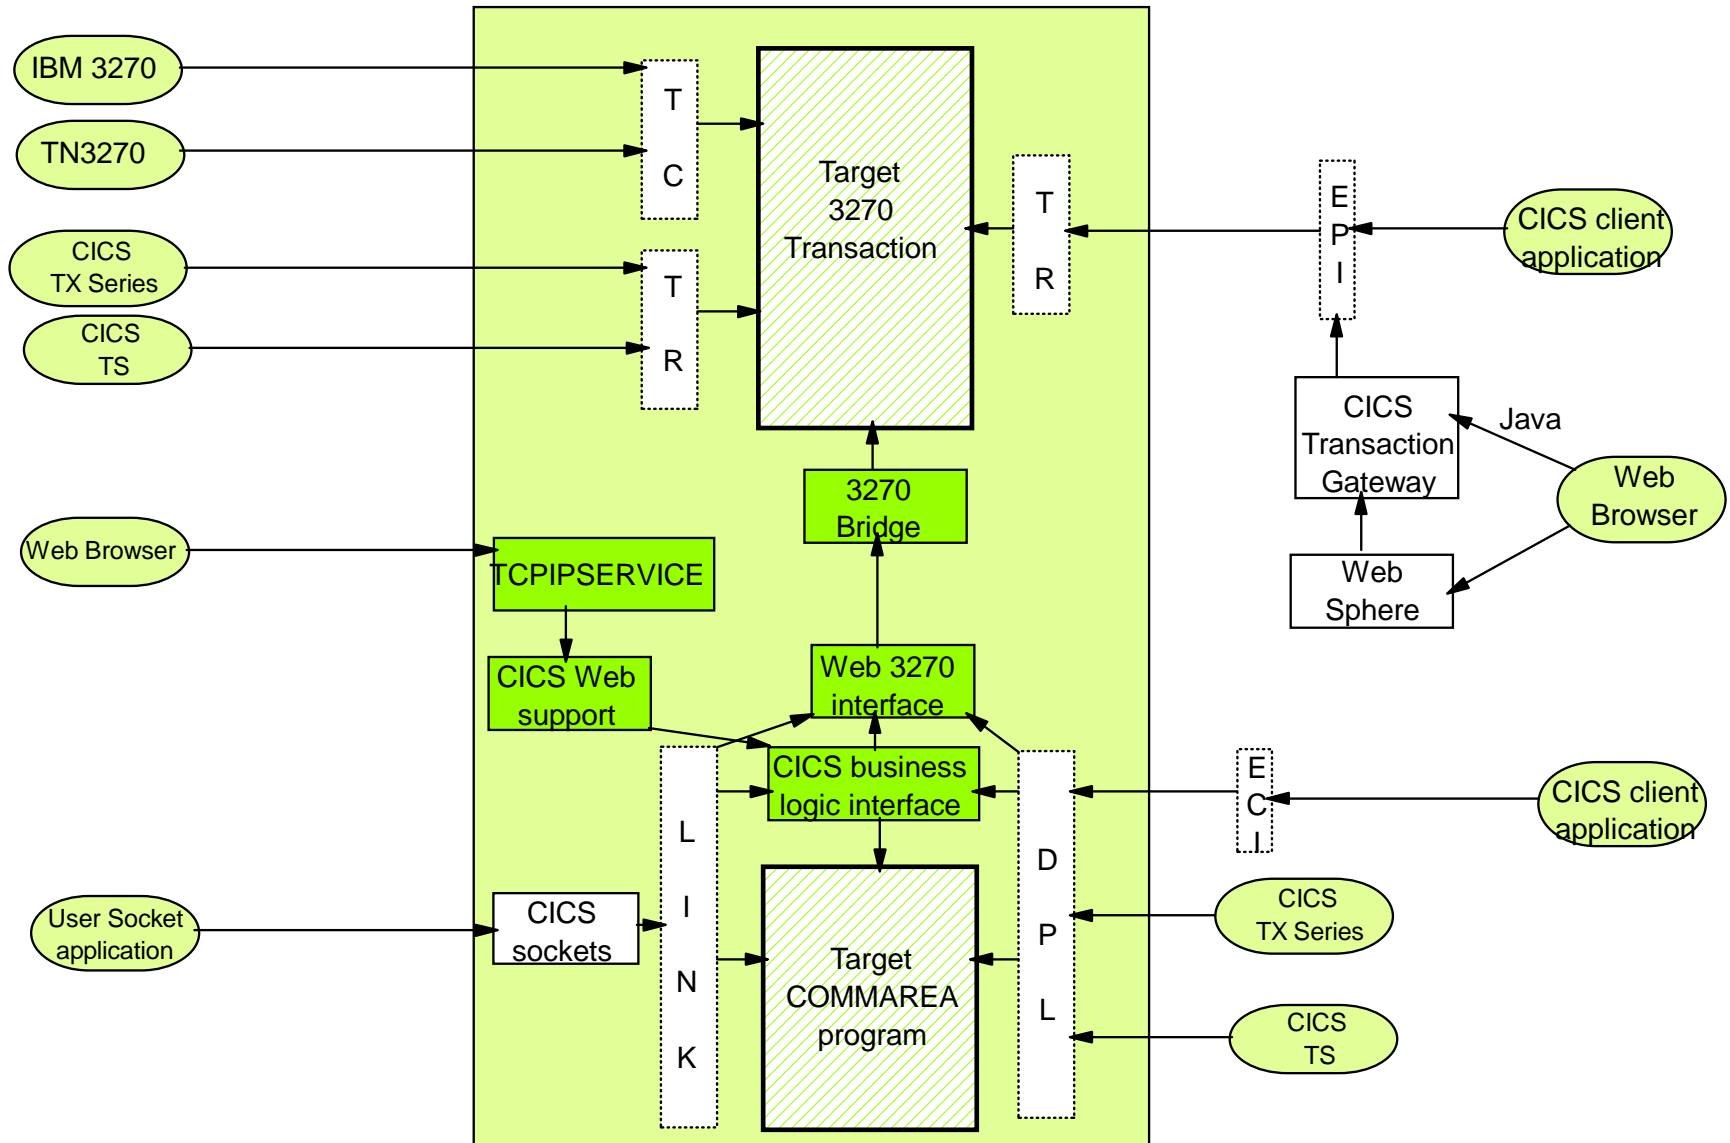 IBM 3270
TN3270
CICS
TX Series
CICS
TS
Web Browser
User Socket
application
T
C
T
R
Target
3270
Transaction
T
R
E
P
I
CICS client
application
CICS
Transaction
Gateway
Java
Web
Browser
Web
Sphere
3270
Bridge
TCPIPSERVICE
CICS Web
support
Web 3270
interface
CICS business
logic interface
L
I
N
K
CICS
sockets
Target
COMMAREA
program
D
P
L
E
C
I
CICS client
application
CICS
TX Series
CICS
TS